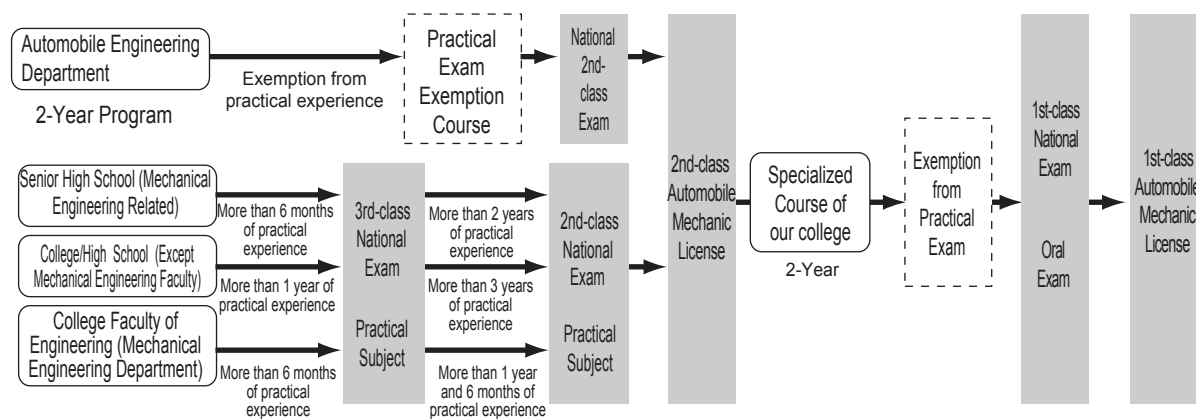 Automobile Engineering
Department
2-Year Program
Exemption from
practical experience
Practical
Exam
Exemption
Course
National
2nd-
class
Exam
Senior High School (Mechanical
Engineering Related)
More than 6 months
of practical
experience
College/High School (Except
Mechanical Engineering Faculty)
More than 1 year of
practical experience
College Faculty of
Engineering (Mechanical
Engineering Department)
More than 6 months
of practical
experience
3rd-class
National
Exam
Practical
Subject
More than 2 years
of practical
experience
More than 3 years
of practical
experience
More than 1 year
and 6 months of
practical experience
2nd-class
National
Exam
Practical
Subject
2nd-class
Automobile
Mechanic
License
Specialized
Course of
our college
2-Year
Exemption
from
Practical
Exam
1st-class
National
Exam
Oral
Exam
1st-class
Automobile
Mechanic
License